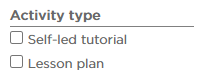 Activity type
Self-led tutorial
Lesson plan